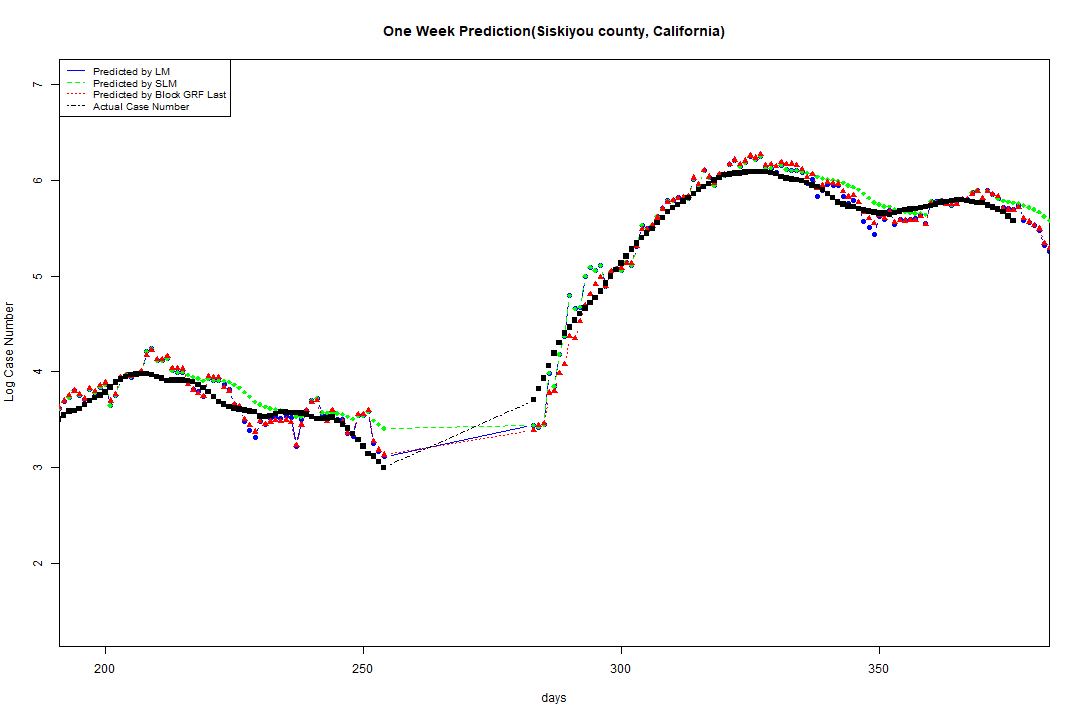 One Week Prediction(Siskiyou county, California)
Predicted by LM
Predicted by SLM
Predicted by Block GRF Last
Actual Case Number
7
6
5
4
3
2
Log Case Number
200 250 300 350
days